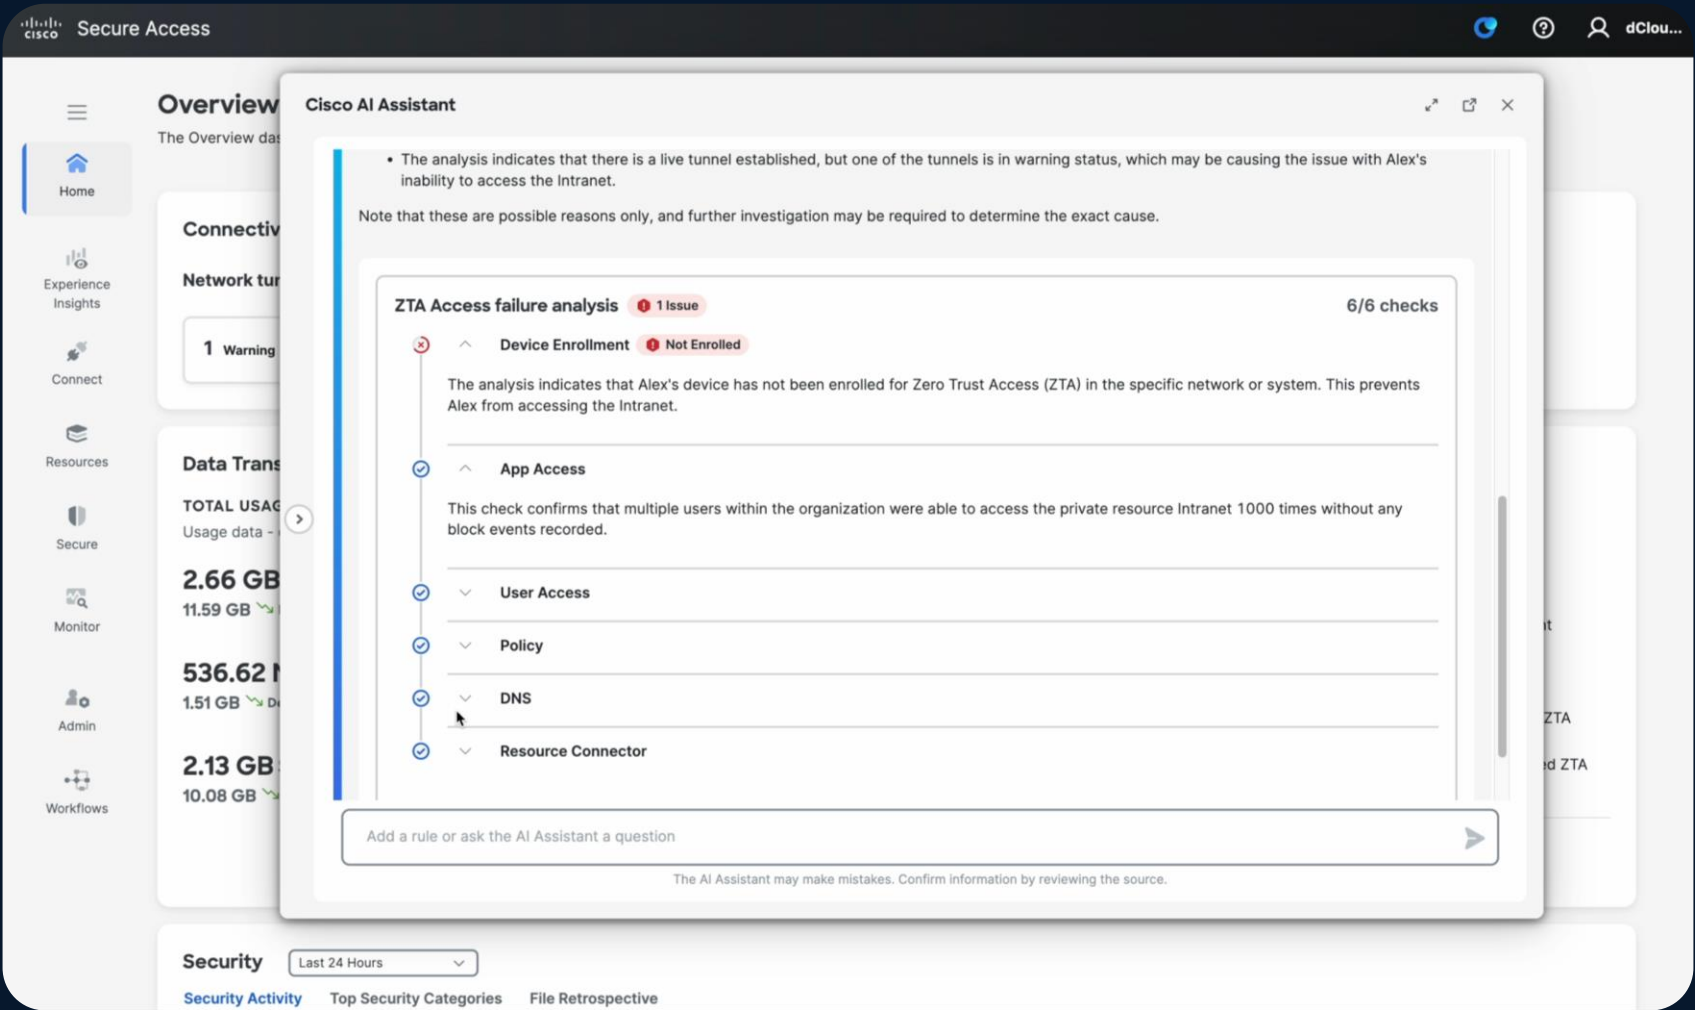 cisco
Secure Access
dClou...
Home
Experience
Insights
Connect
Resources
Secure
Monitor
Admin
Workflows
Overview
The Overview das
Connectiv
Network tun
1 Warning
Data Trans
TOTAL USAG
Usage data -
2.66 GB
11.59 GB
536.62
1.51 GB
2.13 GB
10.08 GB
Cisco AI Assistant
• The analysis indicates that there is a live tunnel established, but one of the tunnels is in warning status, which may be causing the issue with Alex's
inability to access the Intranet.
Note that these are possible reasons only, and further investigation may be required to determine the exact cause.
ZTA Access failure analysis 1 Issue 6/6 checks
Device Enrollment Not Enrolled
The analysis indicates that Alex's device has not been enrolled for Zero Trust Access (ZTA) in the specific network or system. This prevents
Alex from accessing the Intranet.
App Access
This check confirms that multiple users within the organization were able to access the private resource Intranet 1000 times without any
block events recorded.
User Access
Policy
DNS
Resource Connector
Add a rule or ask the AI Assistant a question
The AI Assistant may make mistakes. Confirm information by reviewing the source.
ZTA
ed ZTA
Security Last 24 Hours
Security Activity Top Security Categories File Retrospective